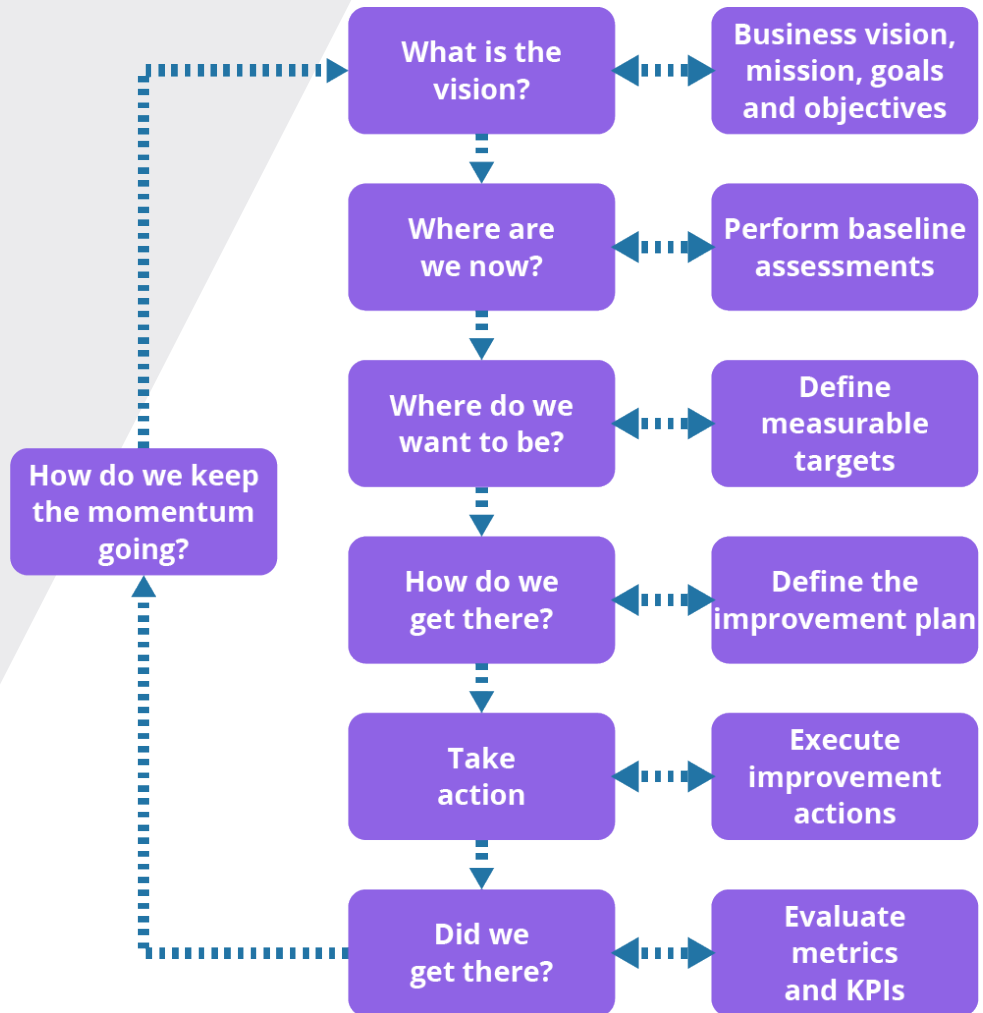 What is the
vision?
Business vision,
mission, goals
and objectives
Where are
we now?
Perform baseline
assessments
Where do we
want to be?
Define
measurable
targets
How do we keep
the momentum
going?
How do we
get there?
Define the
improvement plan
Take
action
Execute
improvement
actions
Did we
get there?
Evaluate
metrics
and KPIs